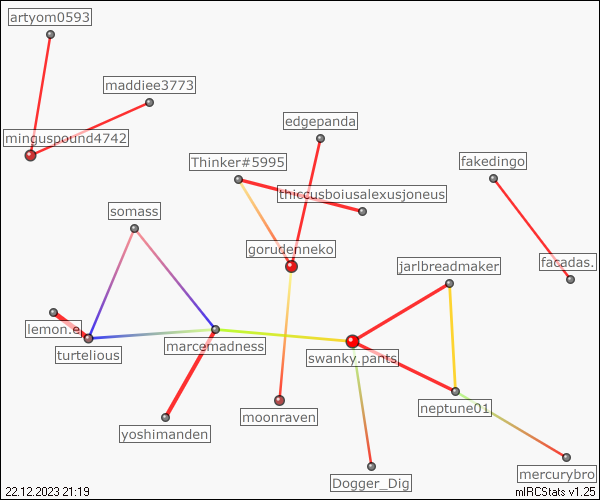 artyom0593
maddiee3773
minguspound4742
edgepanda
Thinker#5995
fakedingo
thiccusboiusalexusjoneus
somass
gorudenneko
jarlbreadmaker
facadas.
lemon.e
turtelious
marcemadness
swanky.pants
neptune01
moonraven
yoshimanden
mercurybro
Dogger_Dig
22.12.2023 21:19
mIRCStats v1.25